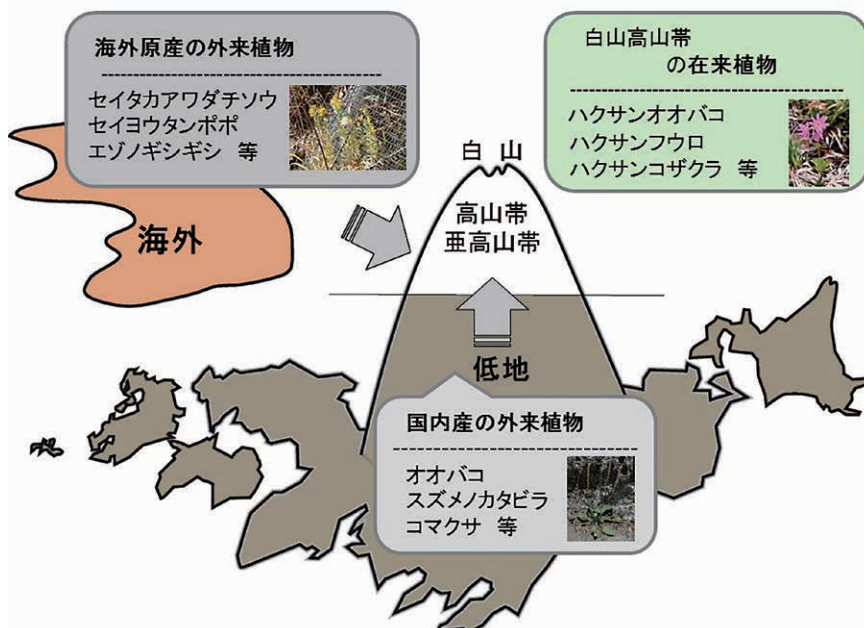 海外原産の外来植物
セイタカアワダチソウ
セイヨウタンポポ
エゾノギシギシ 等
白山高山帯
の在来植物
ハクサンオオバコ
ハクサンフウロ
ハクサンコザクラ 等
白 山
高山帯
亜高山帯
海外
低地
国内産の外来植物
オオバコ
スズメノカタビラ
コマクサ 等